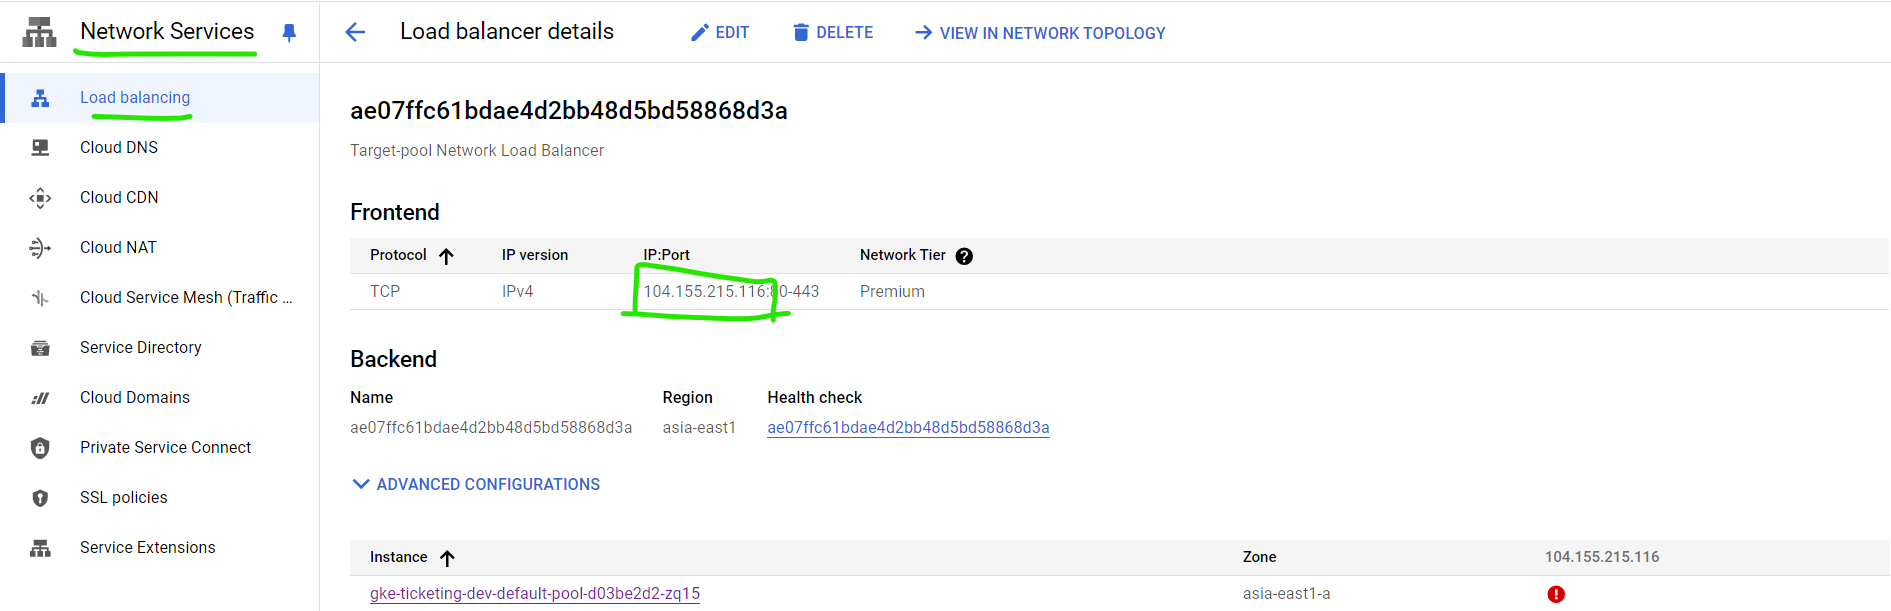 Network Services
Load balancer details
EDIT
DELETE
VIEW IN NETWORK TOPOLOGY
Load balancing
Cloud DNS
Cloud CDN
Cloud NAT
Cloud Service Mesh (Traffic ...
Service Directory
Cloud Domains
Private Service Connect
SSL policies
Service Extensions
ae07ffc61bdae4d2bb48d5bd58868d3a
Target-pool Network Load Balancer
Frontend
Protocol IP version IP:Port Network Tier
TCP IPv4 104.155.215.116:80-443 Premium
Backend
Name Region Health check
ae07ffc61bdae4d2bb48d5bd58868d3a asia-east1 ae07ffc61bdae4d2bb48d5bd58868d3a
ADVANCED CONFIGURATIONS
Instance Zone 104.155.215.116
gke-ticketing-dev-default-pool-d03be2d2-zq15 asia-east1-a